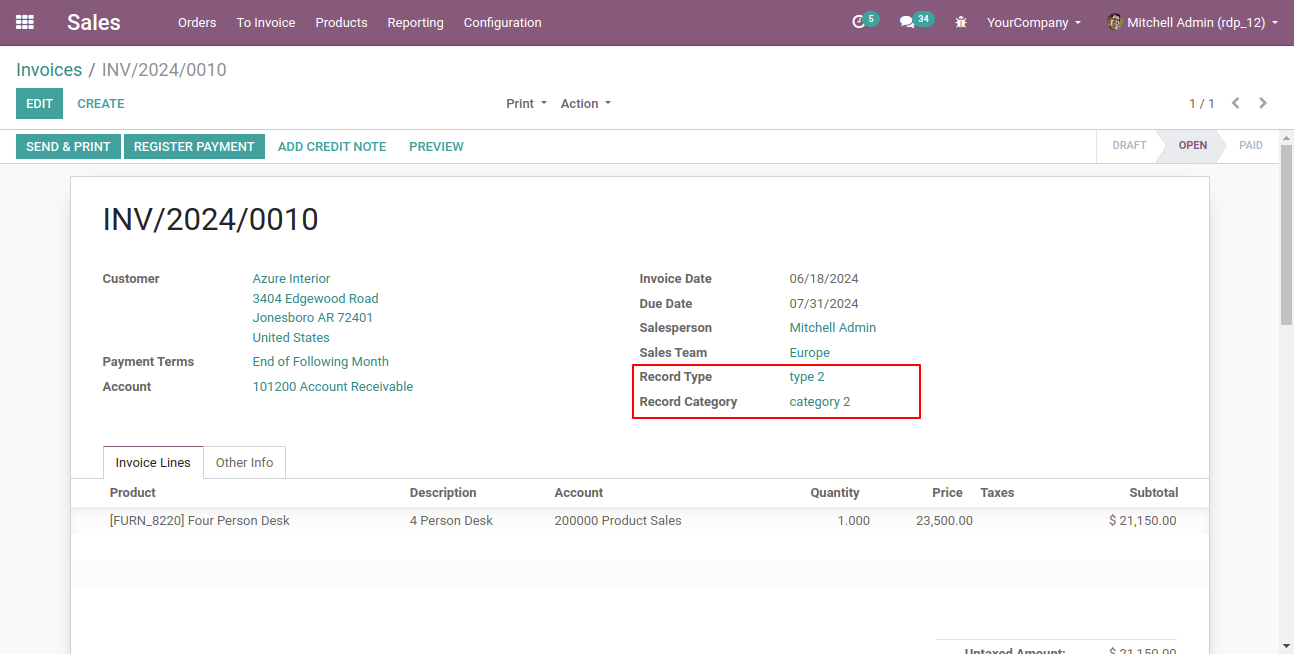 Sales Orders To Invoice Products Reporting Configuration 5 34 YourCompany Mitchell Admin (rdp_12)
Invoices / INV/2024/0010
EDIT CREATE Print Action 1 / 1
SEND & PRINT REGISTER PAYMENT ADD CREDIT NOTE PREVIEW DRAFT OPEN PAID
INV/2024/0010
Customer Azure Interior
3404 Edgewood Road
Jonesboro AR 72401
United States
Payment Terms End of Following Month
Account 101200 Account Receivable
Invoice Date 06/18/2024
Due Date 07/31/2024
Salesperson Mitchell Admin
Sales Team Europe
Record Type type 2
Record Category category 2
Invoice Lines Other Info
Product Description Account Quantity Price Taxes Subtotal
[FURN_8220] Four Person Desk 4 Person Desk 200000 Product Sales 1.000 23,500.00 $ 21,150.00
Untaxed Amount: $ 21,150.00